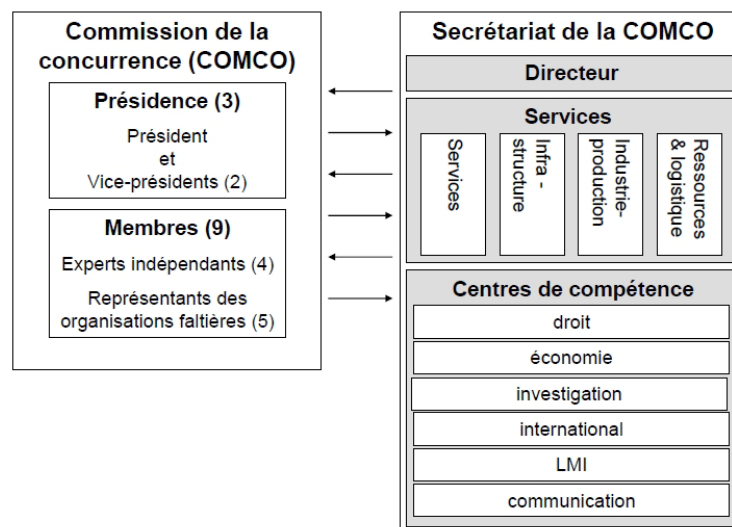 Commission de la
concurrence (COMCO)
Présidence (3)
Président
et
Vice-présidents (2)
Membres (9)
Experts indépendants (4)
Représentants des
organisations faltières (5)
Secrétariat de la COMCO
Directeur
Services
Services
Infra -
structure
Industrie-
production
Ressources
& logistique
Centres de compétence
droit
économie
investigation
international
LMI
communication